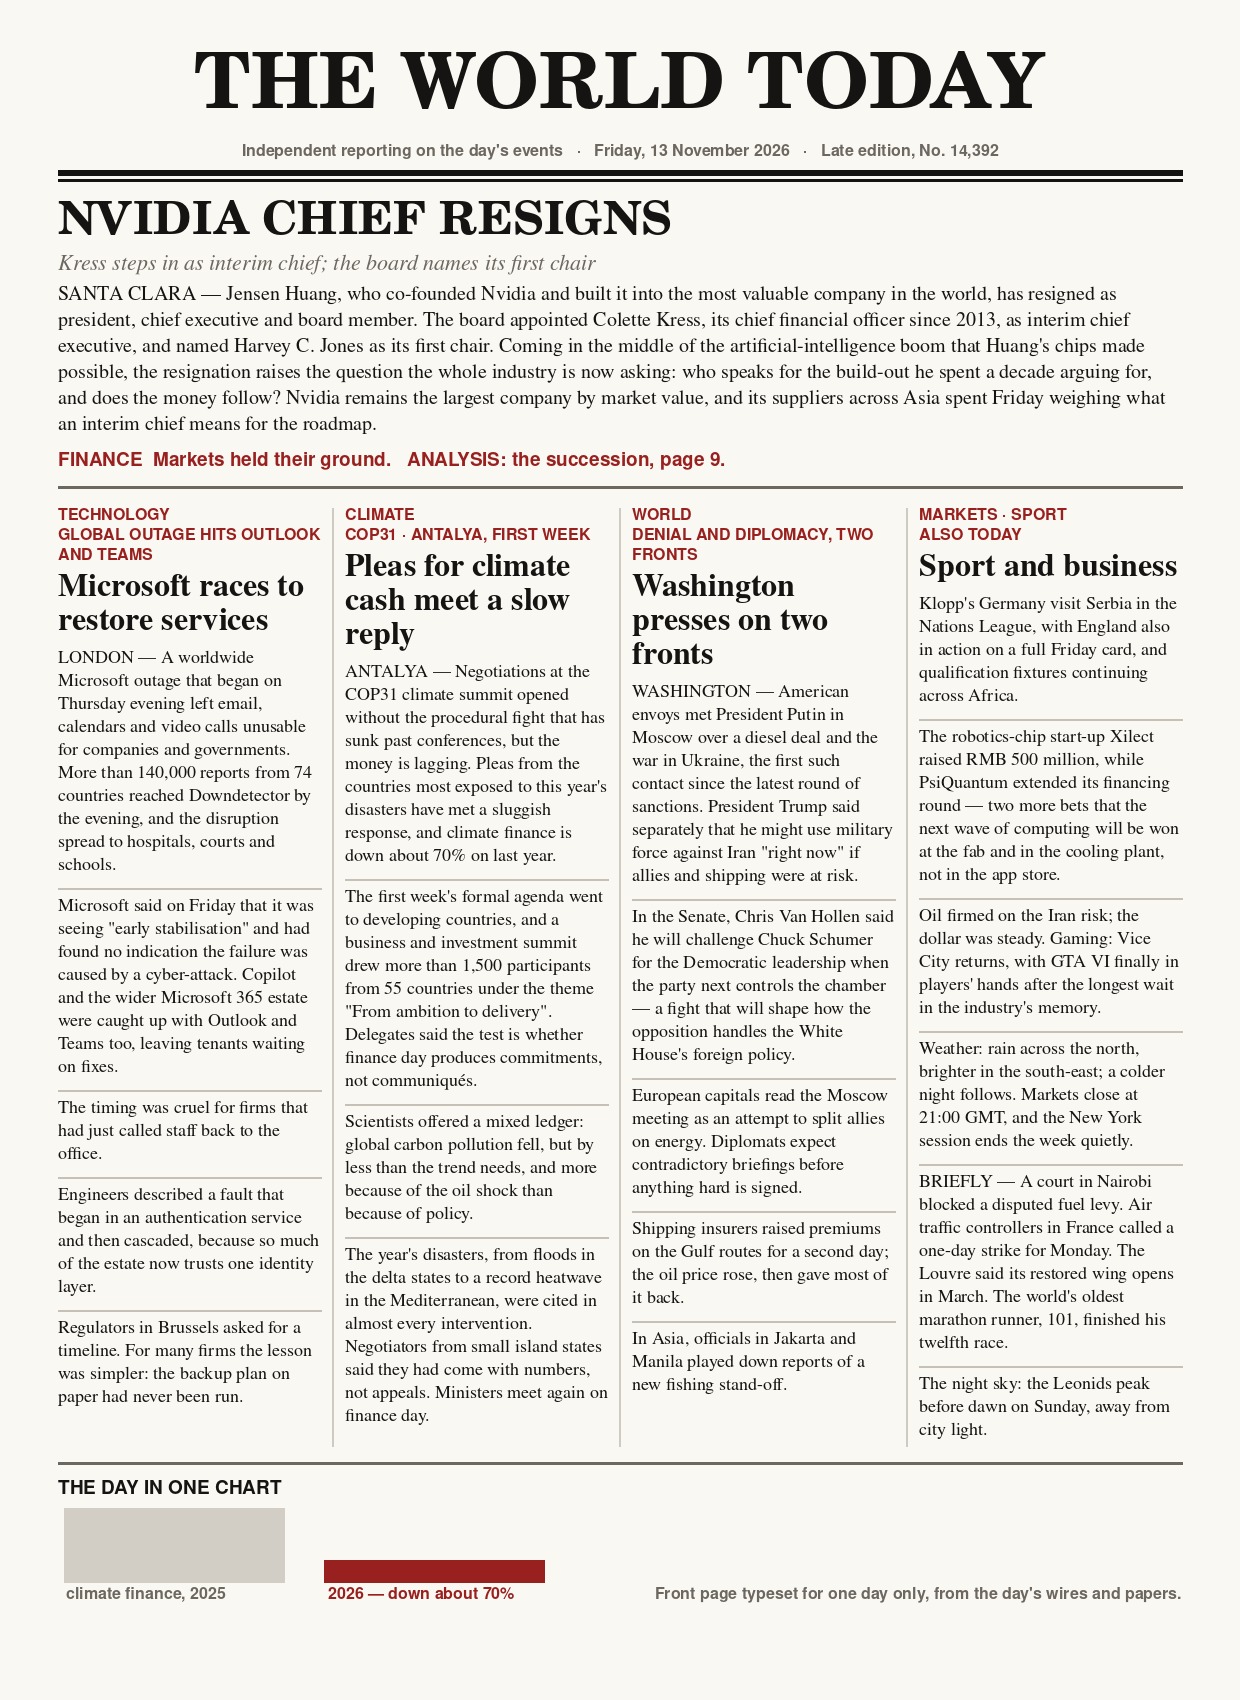 THE WORLD TODAY
Independent reporting on the day's events · Friday, 13 November 2026 · Late edition, No. 14,392
NVIDIA CHIEF RESIGNS
Kress steps in as interim chief; the board names its first chair
SANTA CLARA — Jensen Huang, who co-founded Nvidia and built it into the most valuable company in the world, has resigned as
president, chief executive and board member. The board appointed Colette Kress, its chief financial officer since 2013, as interim chief
executive, and named Harvey C. Jones as its first chair. Coming in the middle of the artificial-intelligence boom that Huang's chips made
possible, the resignation raises the question the whole industry is now asking: who speaks for the build-out he spent a decade arguing for,
and does the money follow? Nvidia remains the largest company by market value, and its suppliers across Asia spent Friday weighing what
an interim chief means for the roadmap.
FINANCE Markets held their ground. ANALYSIS: the succession, page 9.
TECHNOLOGY
GLOBAL OUTAGE HITS OUTLOOK
AND TEAMS
Microsoft races to
restore services
LONDON — A worldwide
Microsoft outage that began on
Thursday evening left email,
calendars and video calls unusable
for companies and governments.
More than 140,000 reports from 74
countries reached Downdetector by
the evening, and the disruption
spread to hospitals, courts and
schools.
Microsoft said on Friday that it was
seeing "early stabilisation" and had
found no indication the failure was
caused by a cyber-attack. Copilot
and the wider Microsoft 365 estate
were caught up with Outlook and
Teams too, leaving tenants waiting
on fixes.
The timing was cruel for firms that
had just called staff back to the
office.
Engineers described a fault that
began in an authentication service
and then cascaded, because so much
of the estate now trusts one identity
layer.
Regulators in Brussels asked for a
timeline. For many firms the lesson
was simpler: the backup plan on
paper had never been run.
CLIMATE
COP31 · ANTALYA, FIRST WEEK
Pleas for climate
cash meet a slow
reply
ANTALYA — Negotiations at the
COP31 climate summit opened
without the procedural fight that has
sunk past conferences, but the
money is lagging. Pleas from the
countries most exposed to this year's
disasters have met a sluggish
response, and climate finance is
down about 70% on last year.
The first week's formal agenda went
to developing countries, and a
business and investment summit
drew more than 1,500 participants
from 55 countries under the theme
"From ambition to delivery".
Delegates said the test is whether
finance day produces commitments,
not communiqués.
Scientists offered a mixed ledger:
global carbon pollution fell, but by
less than the trend needs, and more
because of the oil shock than
because of policy.
The year's disasters, from floods in
the delta states to a record heatwave
in the Mediterranean, were cited in
almost every intervention.
Negotiators from small island states
said they had come with numbers,
not appeals. Ministers meet again on
finance day.
WORLD
DENIAL AND DIPLOMACY, TWO
FRONTS
Washington
presses on two
fronts
WASHINGTON — American
envoys met President Putin in
Moscow over a diesel deal and the
war in Ukraine, the first such
contact since the latest round of
sanctions. President Trump said
separately that he might use military
force against Iran "right now" if
allies and shipping were at risk.
In the Senate, Chris Van Hollen said
he will challenge Chuck Schumer
for the Democratic leadership when
the party next controls the chamber
— a fight that will shape how the
opposition handles the White
House's foreign policy.
European capitals read the Moscow
meeting as an attempt to split allies
on energy. Diplomats expect
contradictory briefings before
anything hard is signed.
Shipping insurers raised premiums
on the Gulf routes for a second day;
the oil price rose, then gave most of
it back.
In Asia, officials in Jakarta and
Manila played down reports of a
new fishing stand-off.
MARKETS · SPORT
ALSO TODAY
Sport and business
Klopp's Germany visit Serbia in the
Nations League, with England also
in action on a full Friday card, and
qualification fixtures continuing
across Africa.
The robotics-chip start-up Xilect
raised RMB 500 million, while
PsiQuantum extended its financing
round — two more bets that the
next wave of computing will be won
at the fab and in the cooling plant,
not in the app store.
Oil firmed on the Iran risk; the
dollar was steady. Gaming: Vice
City returns, with GTA VI finally in
players' hands after the longest wait
in the industry's memory.
Weather: rain across the north,
brighter in the south-east; a colder
night follows. Markets close at
21:00 GMT, and the New York
session ends the week quietly.
BRIEFLY — A court in Nairobi
blocked a disputed fuel levy. Air
traffic controllers in France called a
one-day strike for Monday. The
Louvre said its restored wing opens
in March. The world's oldest
marathon runner, 101, finished his
twelfth race.
The night sky: the Leonids peak
before dawn on Sunday, away from
city light.
THE DAY IN ONE CHART
climate finance, 2025
2026 — down about 70%
Front page typeset for one day only, from the day's wires and papers.